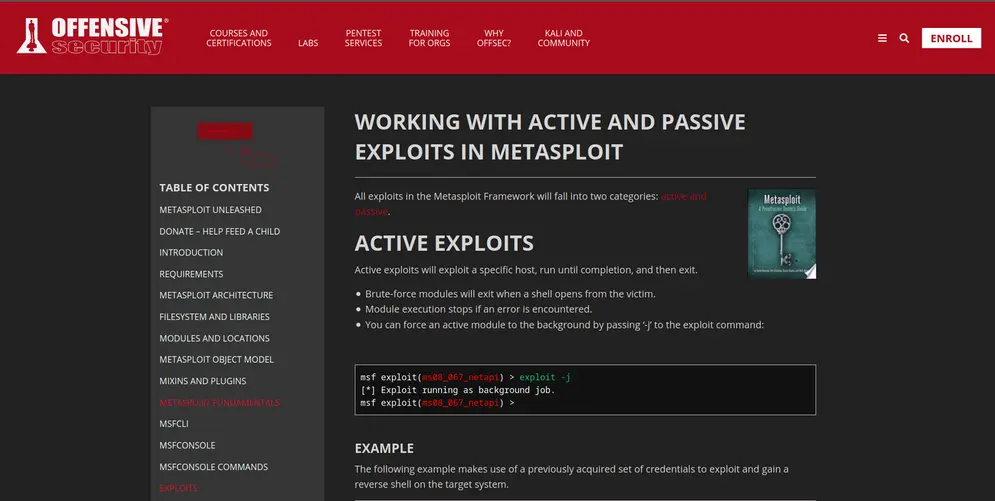 OFFENSIVE
security
COURSES AND
CERTIFICATIONS
LABS
PENTEST
SERVICES
TRAINING
FOR ORGS
WHY
OFFSEC?
KALI AND
COMMUNITY
ENROLL
TABLE OF CONTENTS
METASPLOIT UNLEASHED
DONATE – HELP FEED A CHILD
INTRODUCTION
REQUIREMENTS
METASPLOIT ARCHITECTURE
FILESYSTEM AND LIBRARIES
MODULES AND LOCATIONS
METASPLOIT OBJECT MODEL
MIXINS AND PLUGINS
METASPLOIT FUNDAMENTALS
MSFCLI
MSFCONSOLE
MSFCONSOLE COMMANDS
EXPLOITS
WORKING WITH ACTIVE AND PASSIVE
EXPLOITS IN METASPLOIT
All exploits in the Metasploit Framework will fall into two categories: active and
passive.
Metasploit
ACTIVE EXPLOITS
Active exploits will exploit a specific host, run until completion, and then exit.
• Brute-force modules will exit when a shell opens from the victim.
• Module execution stops if an error is encountered.
• You can force an active module to the background by passing ‘-j’ to the exploit command:
msf exploit(ms08_067_netapi) > exploit -j
[*] Exploit running as background job.
msf exploit(ms08_067_netapi) >
EXAMPLE
The following example makes use of a previously acquired set of credentials to exploit and gain a
reverse shell on the target system.